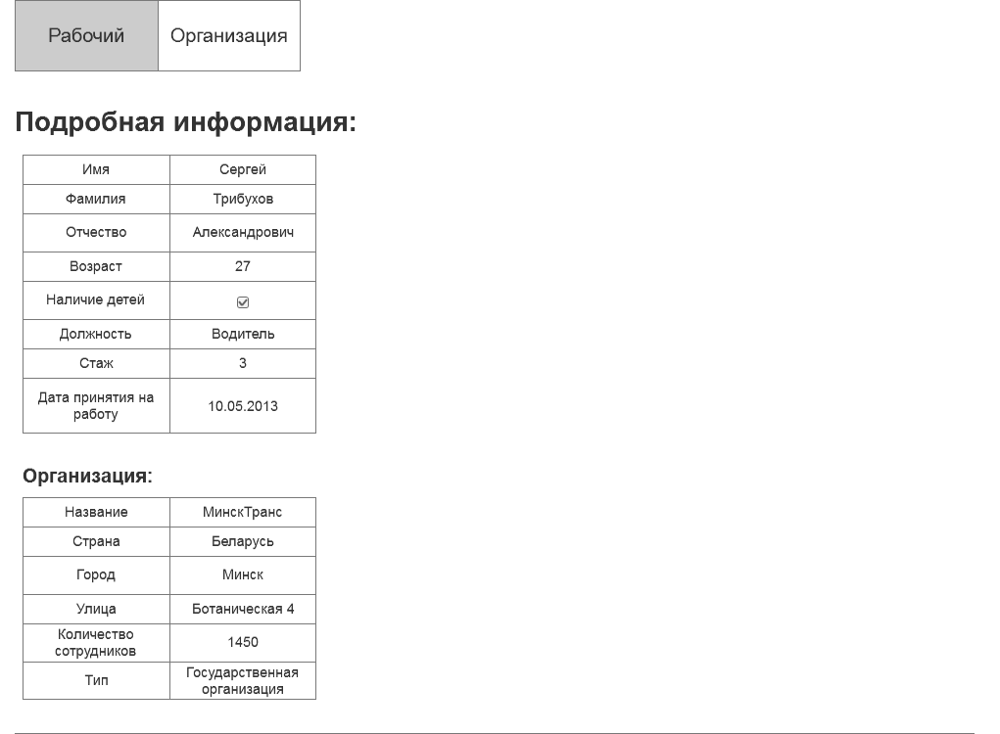 Рабочий Организация
Подробная информация:
Имя Сергей
Фамилия Трибухов
Отчество Александрович
Возраст 27
Наличие детей
Должность Водитель
Стаж 3
Дата принятия на
работу 10.05.2013
Организация:
Название МинскТранс
Страна Беларусь
Город Минск
Улица Ботаническая 4
Количество
сотрудников 1450
Тип Государственная
организация